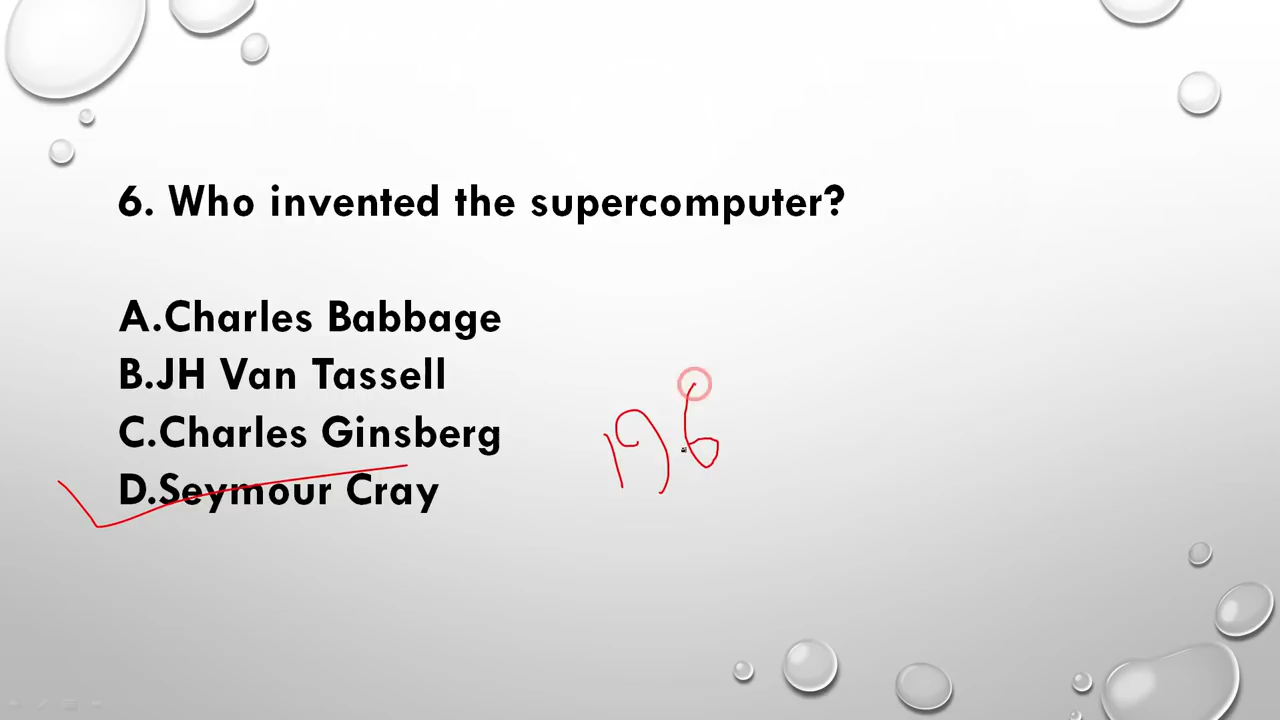 6. Who invented the supercomputer?
A.Charles Babbage
B.JH Van Tassell
C.Charles Ginsberg
196
D.Seymour Cray